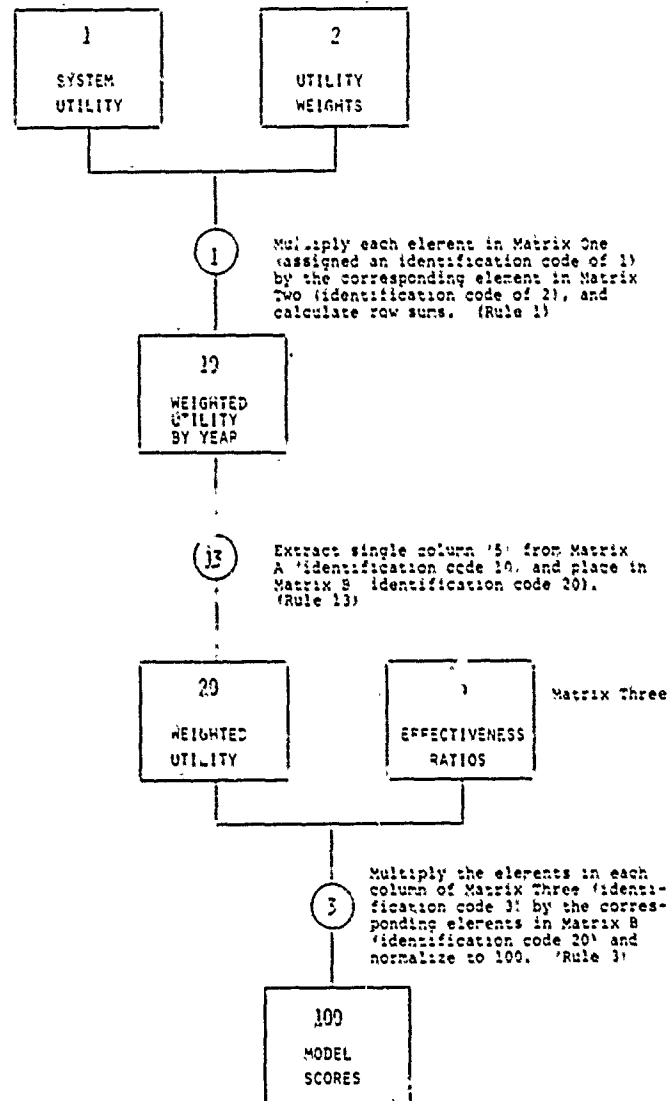 1
SYSTEM
UTILITY
2
UTILITY
WEIGHTS
1
Multiply each element in Matrix One
(assigned an identification code of 1)
by the corresponding element in Matrix
Two (identification code of 2), and
calculate row sums. (Rule 1)
10
WEIGHTED
UTILITY
BY YEAR
13
Extract single column (5) from Matrix
A (identification code 10) and place in
Matrix B (identification code 20).
(Rule 13)
20
WEIGHTED
UTILITY
EFFECTIVENESS
RATIOS
Matrix Three
3
Multiply the elements in each
column of Matrix Three (identi-
fication code 3) by the corres-
ponding elements in Matrix B
(identification code 20) and
normalize to 100. (Rule 3)
100
MODEL
SCORES